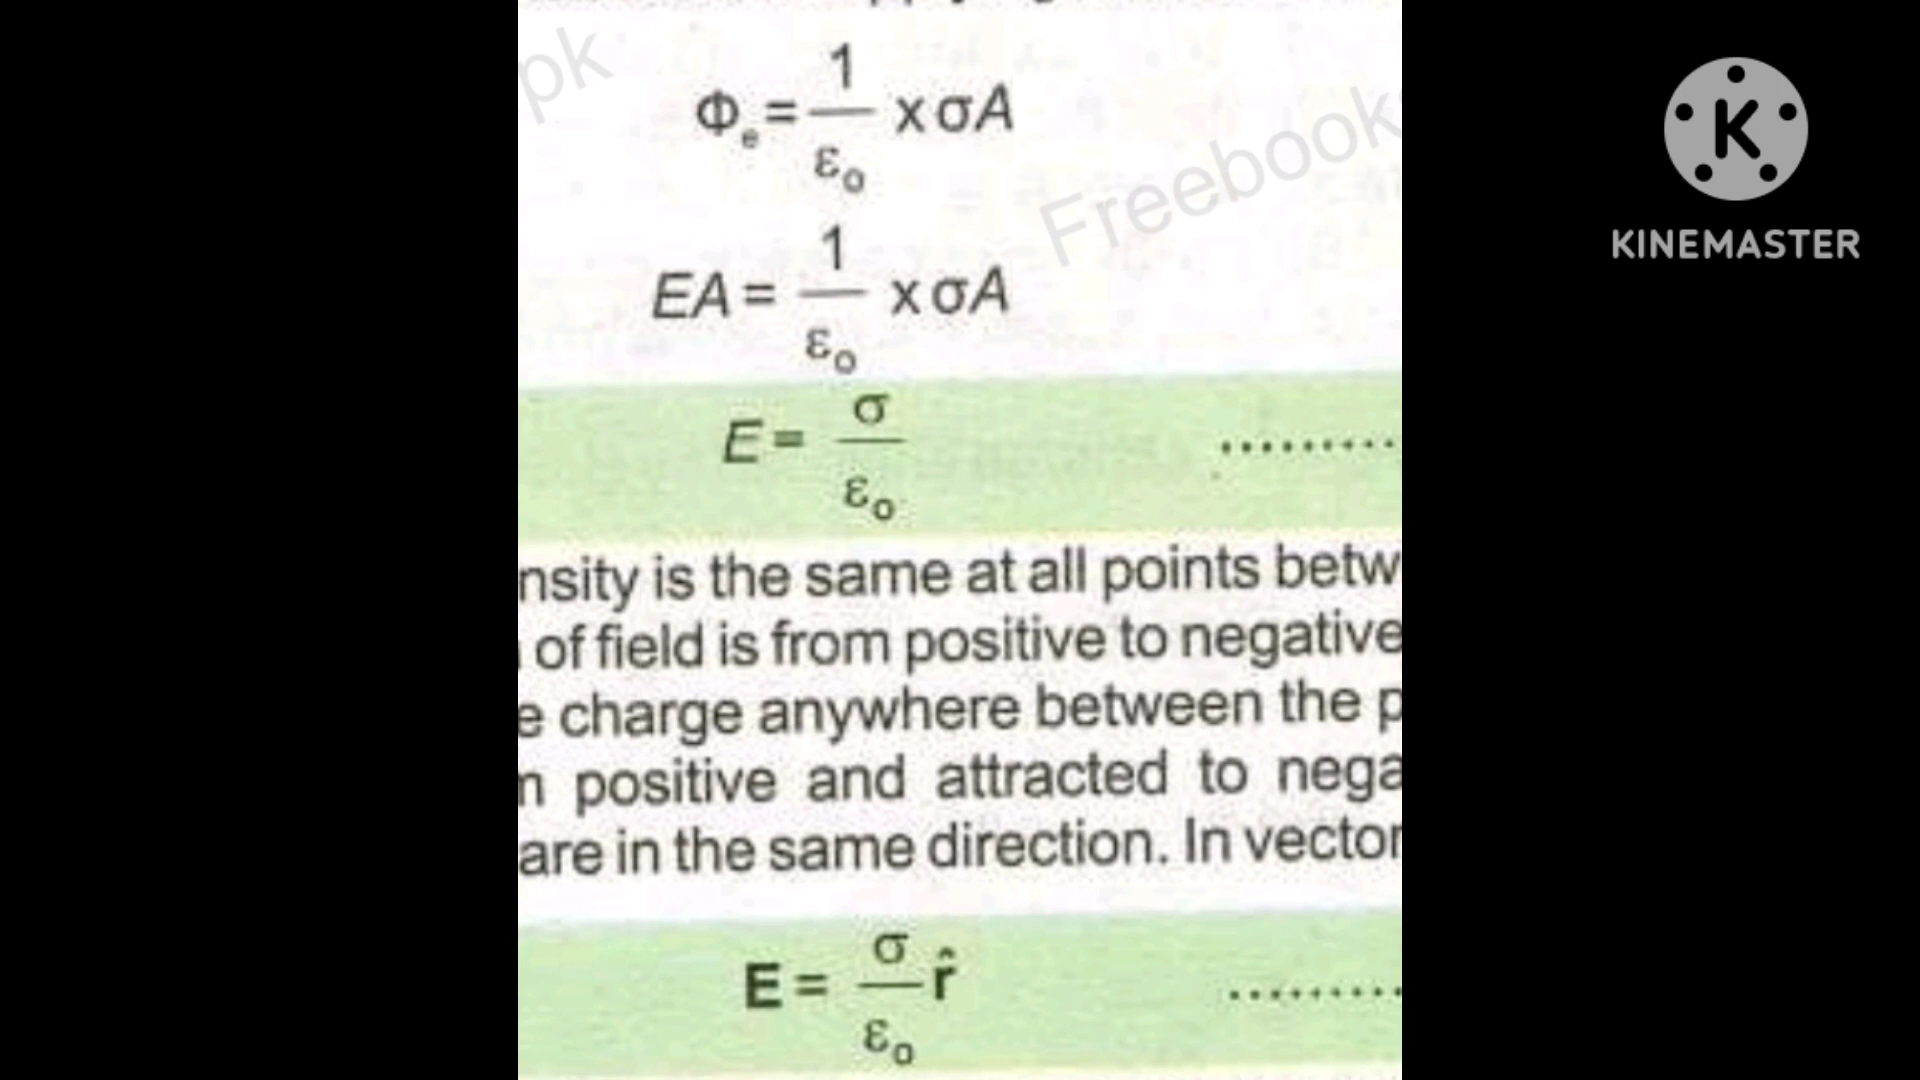 pk
Φe = 1/ε₀ x σA
Freebook
EA = 1/ε₀ x σA
E = σ/ε₀ .........
nsity is the same at all points betw
of field is from positive to negative
e charge anywhere between the p
n positive and attracted to nega
are in the same direction. In vector
E = σ/ε₀ r̂ .........
K
KINEMASTER